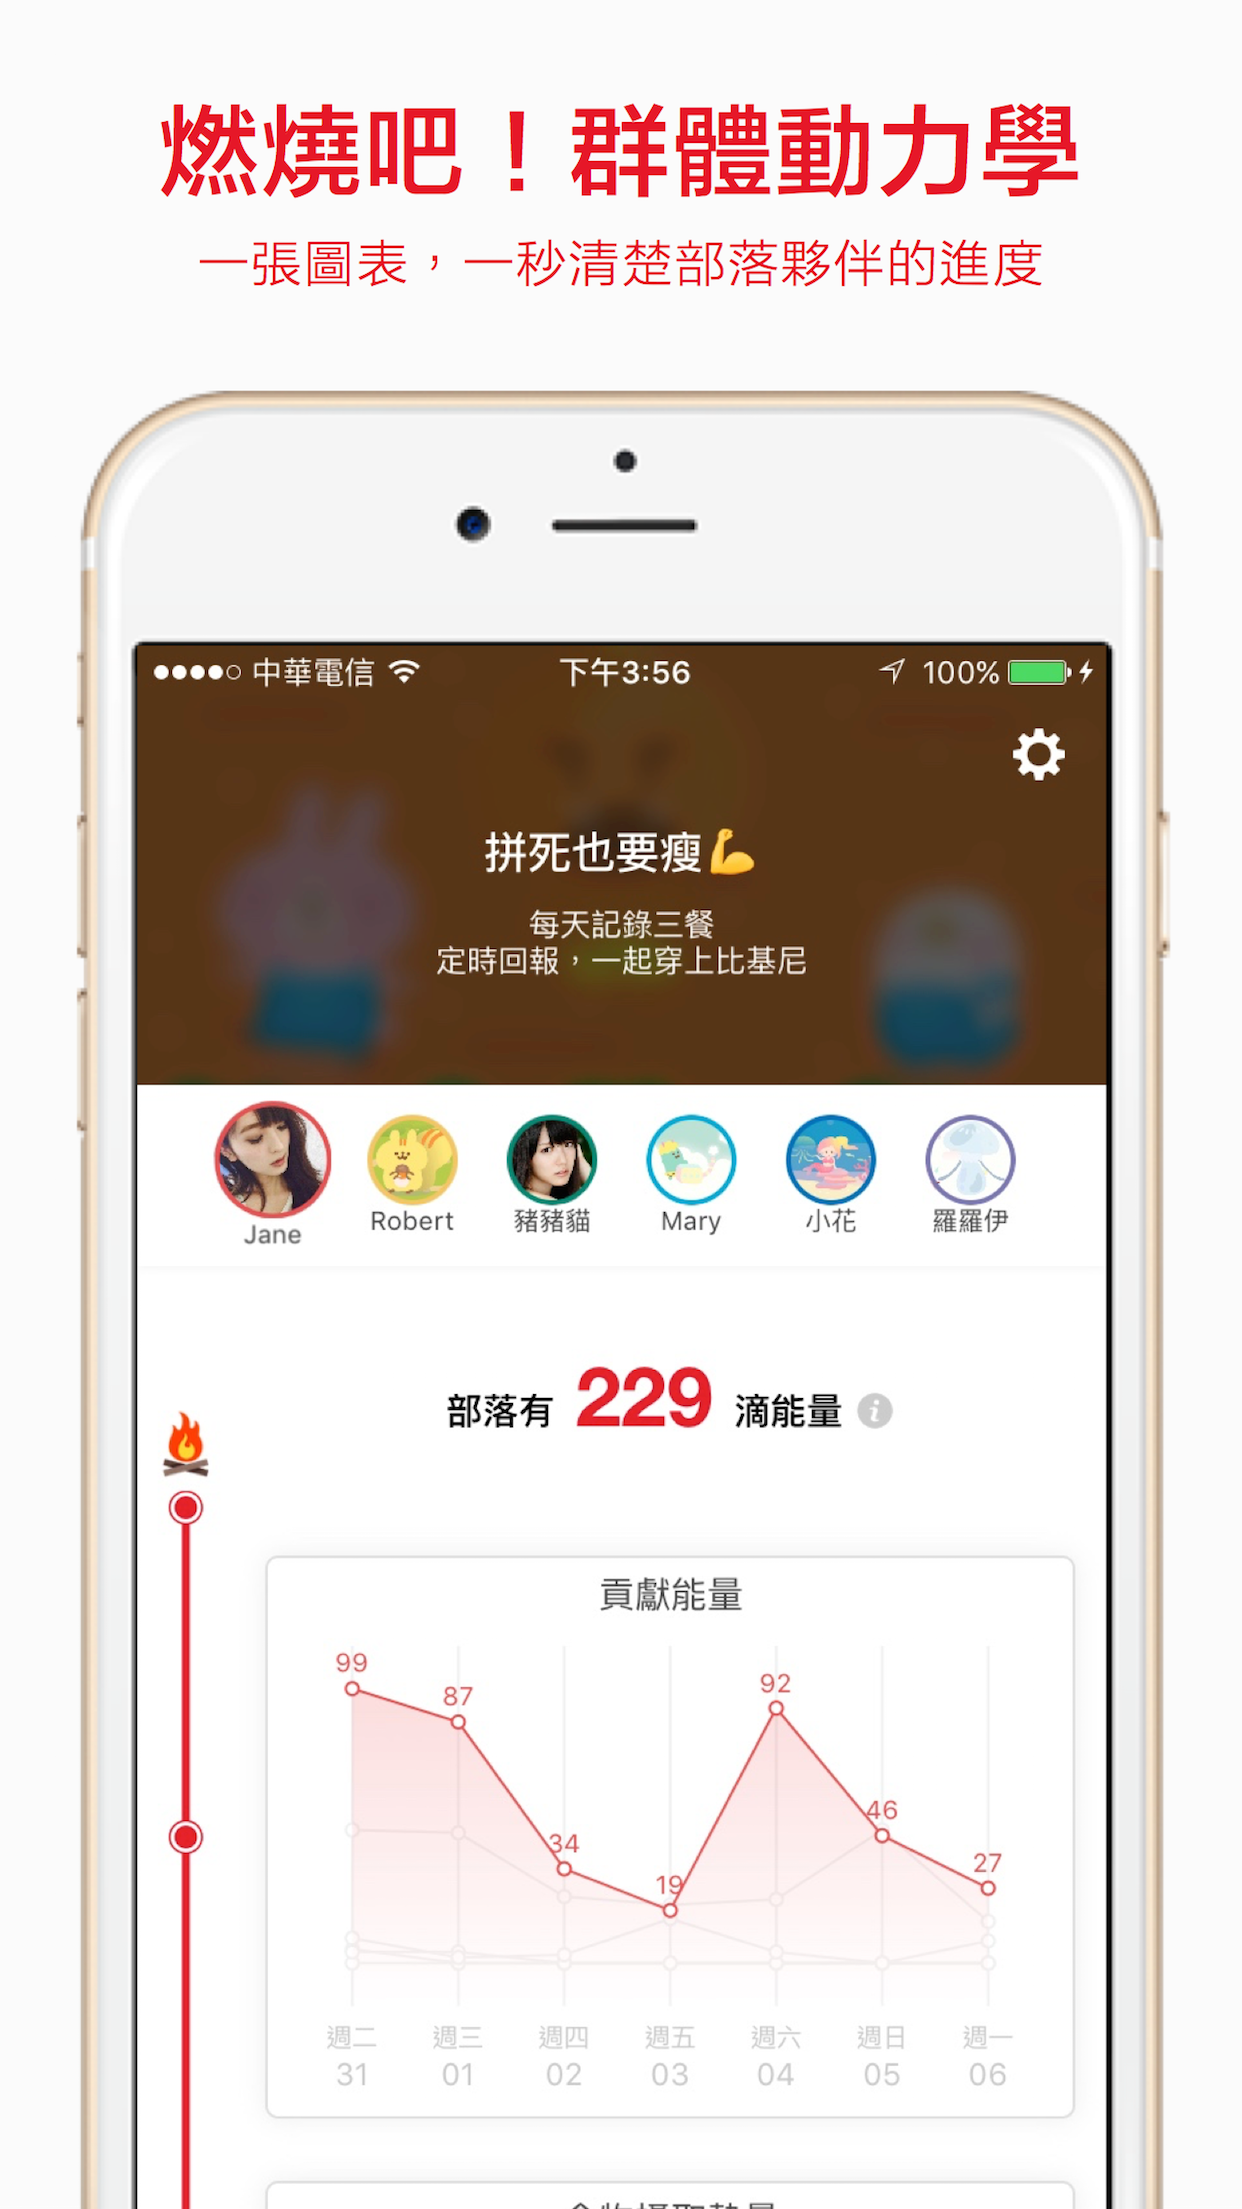 燃燒吧！群體動力學
一張圖表，一秒清楚部落夥伴的進度
中華電信 下午3:56 100%
拼死也要瘦💪
每天記錄三餐
定時回報，一起穿上比基尼
Jane Robert 豬豬貓 Mary 小花 羅羅伊
部落有 229 滴能量
貢獻能量
99 87 34 19 92 46 27
週二 週三 週四 週五 週六 週日 週一
31 01 02 03 04 05 06